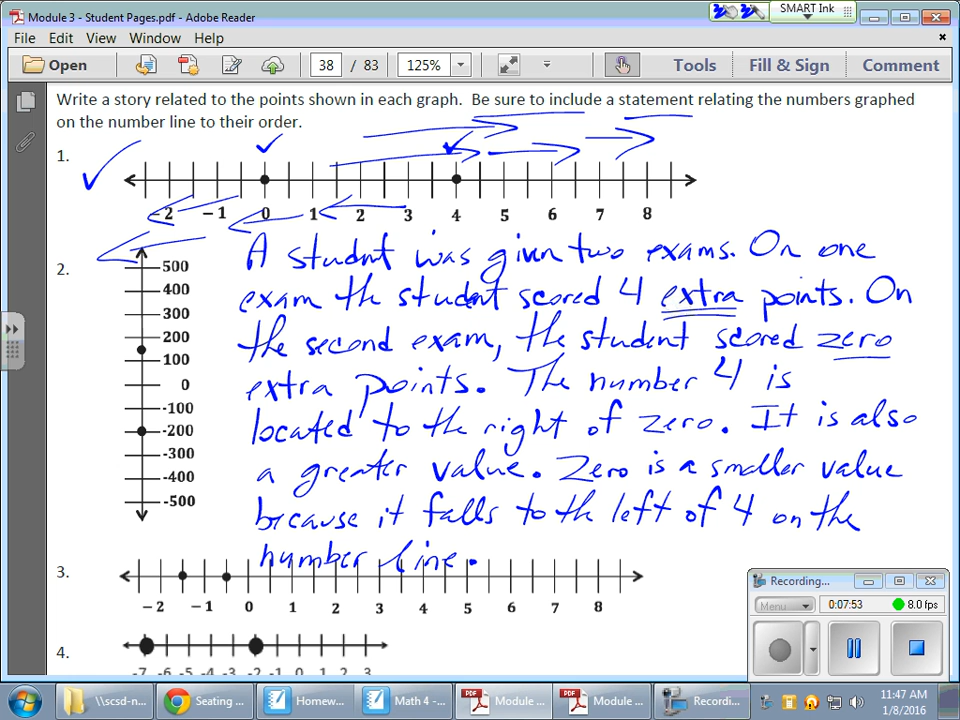 Module 3 - Student Pages.pdf - Adobe Reader
SMART Ink
File Edit View Window Help
Open 38 / 83 125% Tools Fill & Sign Comment
Write a story related to the points shown in each graph. Be sure to include a statement relating the numbers graphed
on the number line to their order.
1.
-2 -1 0 1 2 3 4 5 6 7 8
2.
500
400
300
200
100
0
-100
-200
-300
-400
-500
A student was given two exams. On one
exam the student scored 4 extra points. On
the second exam, the student scored zero
extra points. The number 4 is
located to the right of zero. It is also
a greater value. Zero is a smaller value
because it falls to the left of 4 on the
number line.
3.
-2 -1 0 1 2 3 4 5 6 7 8
4.
-7 -6 -5 -4 -3 -2 -1 0 1 2 3
Recording...
Menu 0:07:53 8.0 fps
\\scsd-n... Seating ... Homew... Math 4 -... Module ... Module ... Recordi...
11:47 AM
1/8/2016